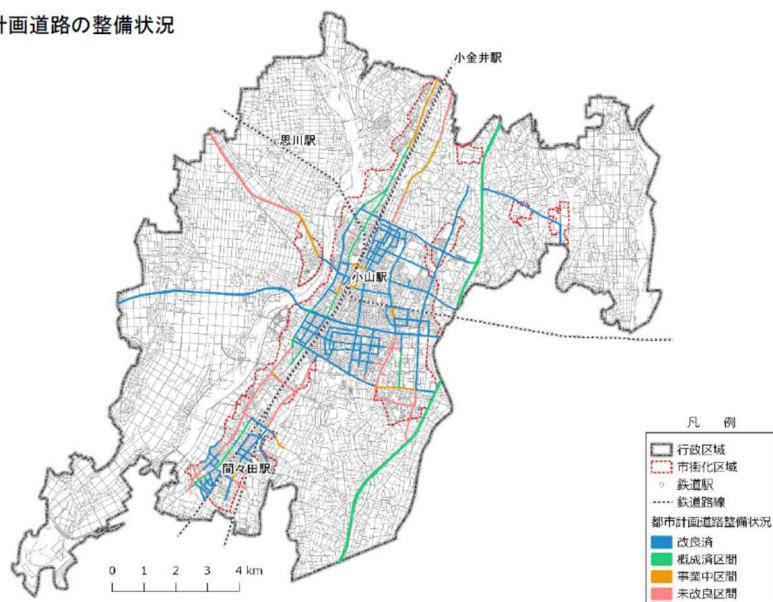 計画道路の整備状況
小金井駅
思川駅
小山駅
間々田駅
0 1 2 3 4 km
凡 例
行政区域
市街化区域
鉄道駅
鉄道路線
都市計画道路整備状況
改良済
概成済区間
事業中区間
未改良区間